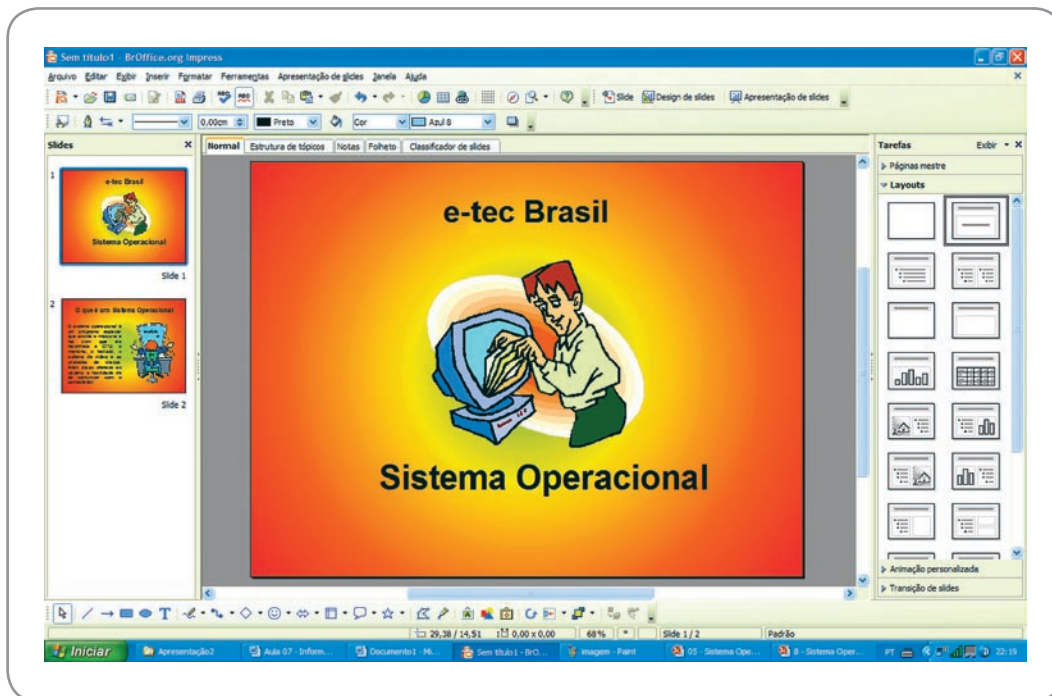 Sem título1 - BrOffice.org Impress
Arquivo Editar Exibir Inserir Formatar Ferramentas Apresentação de slides Janela Ajuda
Slide Design de slides Apresentação de slides
0,00cm Preto Cor Azul 8
Slides
Normal Estrutura de tópicos Notas Folheto Classificador de slides
Tarefas Exibir
Páginas mestre
Layouts
1
e-tec Brasil
Sistema Operacional
Slide 1
2
O que é um Sistema Operacional
Slide 2
e-tec Brasil
Sistema Operacional
Animação personalizada
Transição de slides
29,38 / 14,51 0,00 x 0,00 68% * Slide 1 / 2 Padrão
Iniciar Apresentação2 Aula 07 - Inform... Documento1 - Mi... Sem título1 - BrO... imagem - Paint 05 - Sistema Ope... 8 - Sistema Oper... PT 22:19